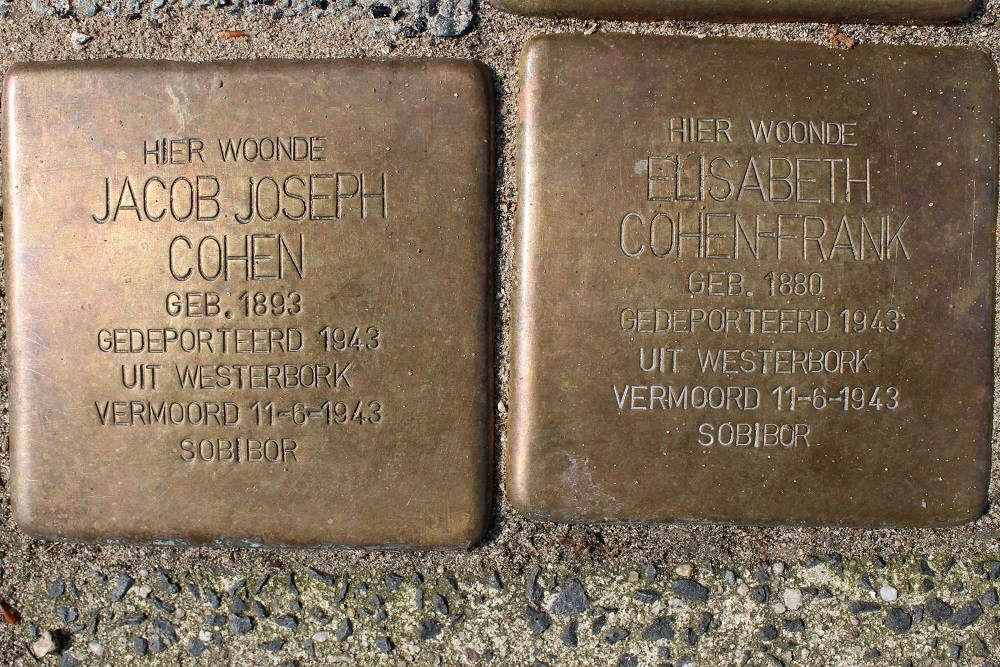 HIER WOONDE
JACOB JOSEPH
COHEN
GEB. 1893
GEDEPORTEERD 1943
UIT WESTERBORK
VERMOORD 11-6-1943
SOBIBOR
HIER WOONDE
ELISABETH
COHEN-FRANK
GEB. 1880
GEDEPORTEERD 1943
UIT WESTERBORK
VERMOORD 11-6-1943
SOBIBOR